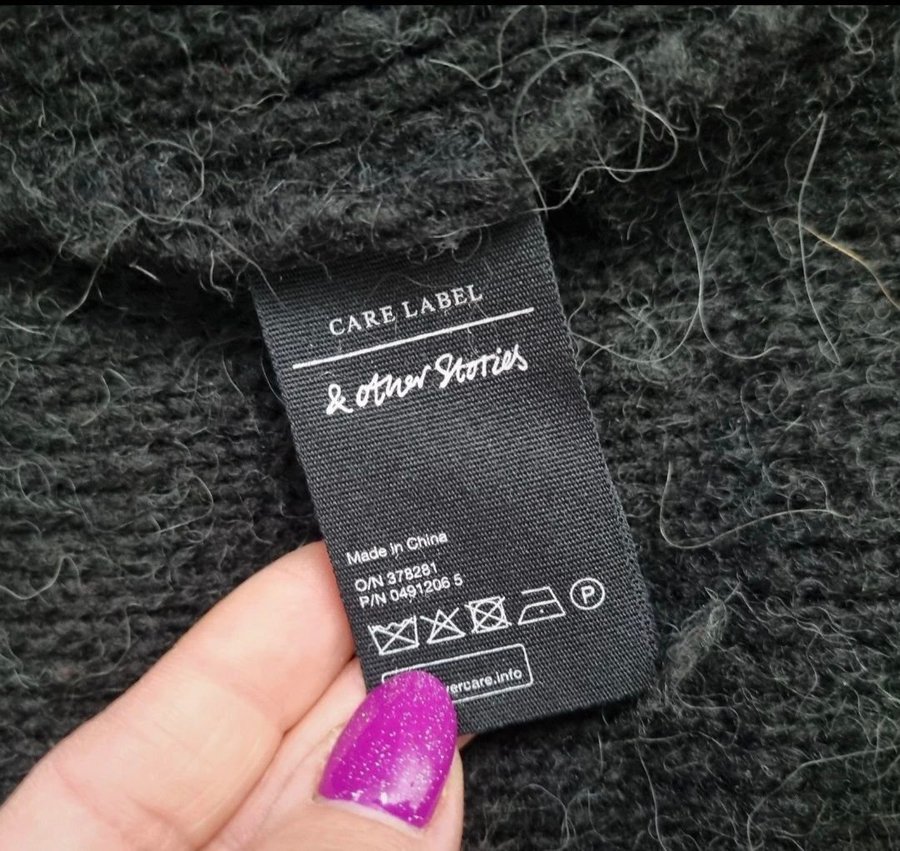 CARE LABEL
& other Stories
Made in China
O/N 378281
P/N 0491206 5
P